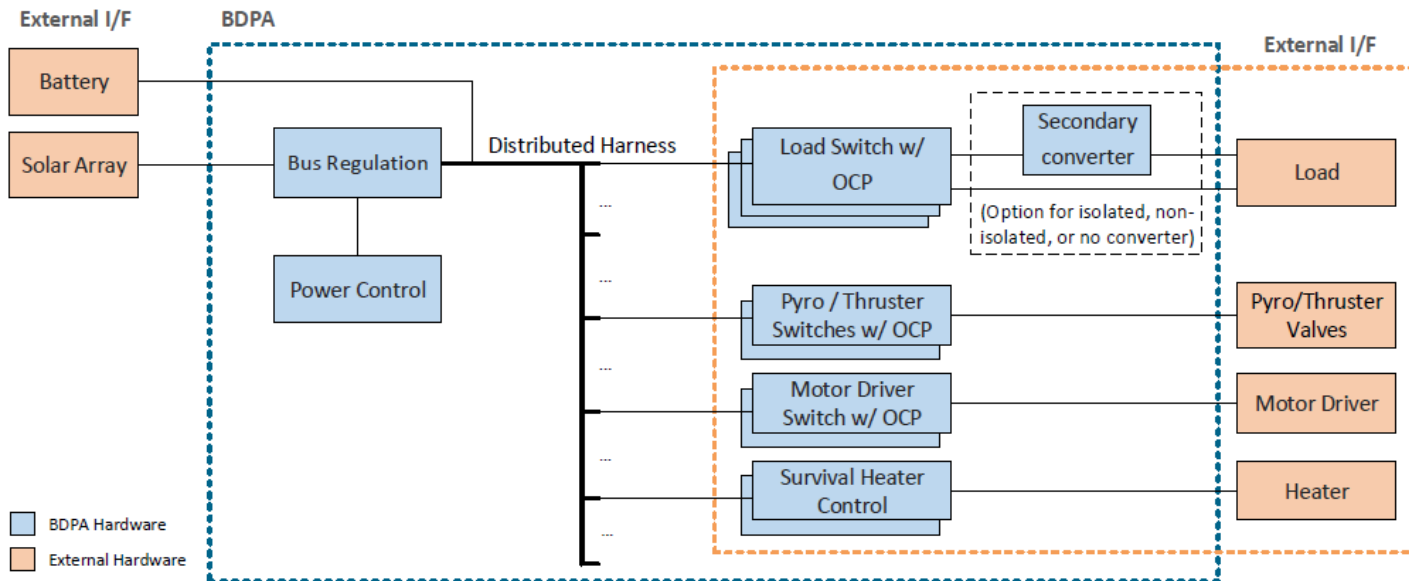 External I/F
BDPA
External I/F
Battery
Solar Array
Bus Regulation
Power Control
Distributed Harness
...
...
...
...
...
Load Switch w/
OCP
Secondary
converter
(Option for isolated, non-
isolated, or no converter)
Load
Pyro / Thruster
Switches w/ OCP
Pyro/Thruster
Valves
Motor Driver
Switch w/ OCP
Motor Driver
Survival Heater
Control
Heater
BDPA Hardware
External Hardware